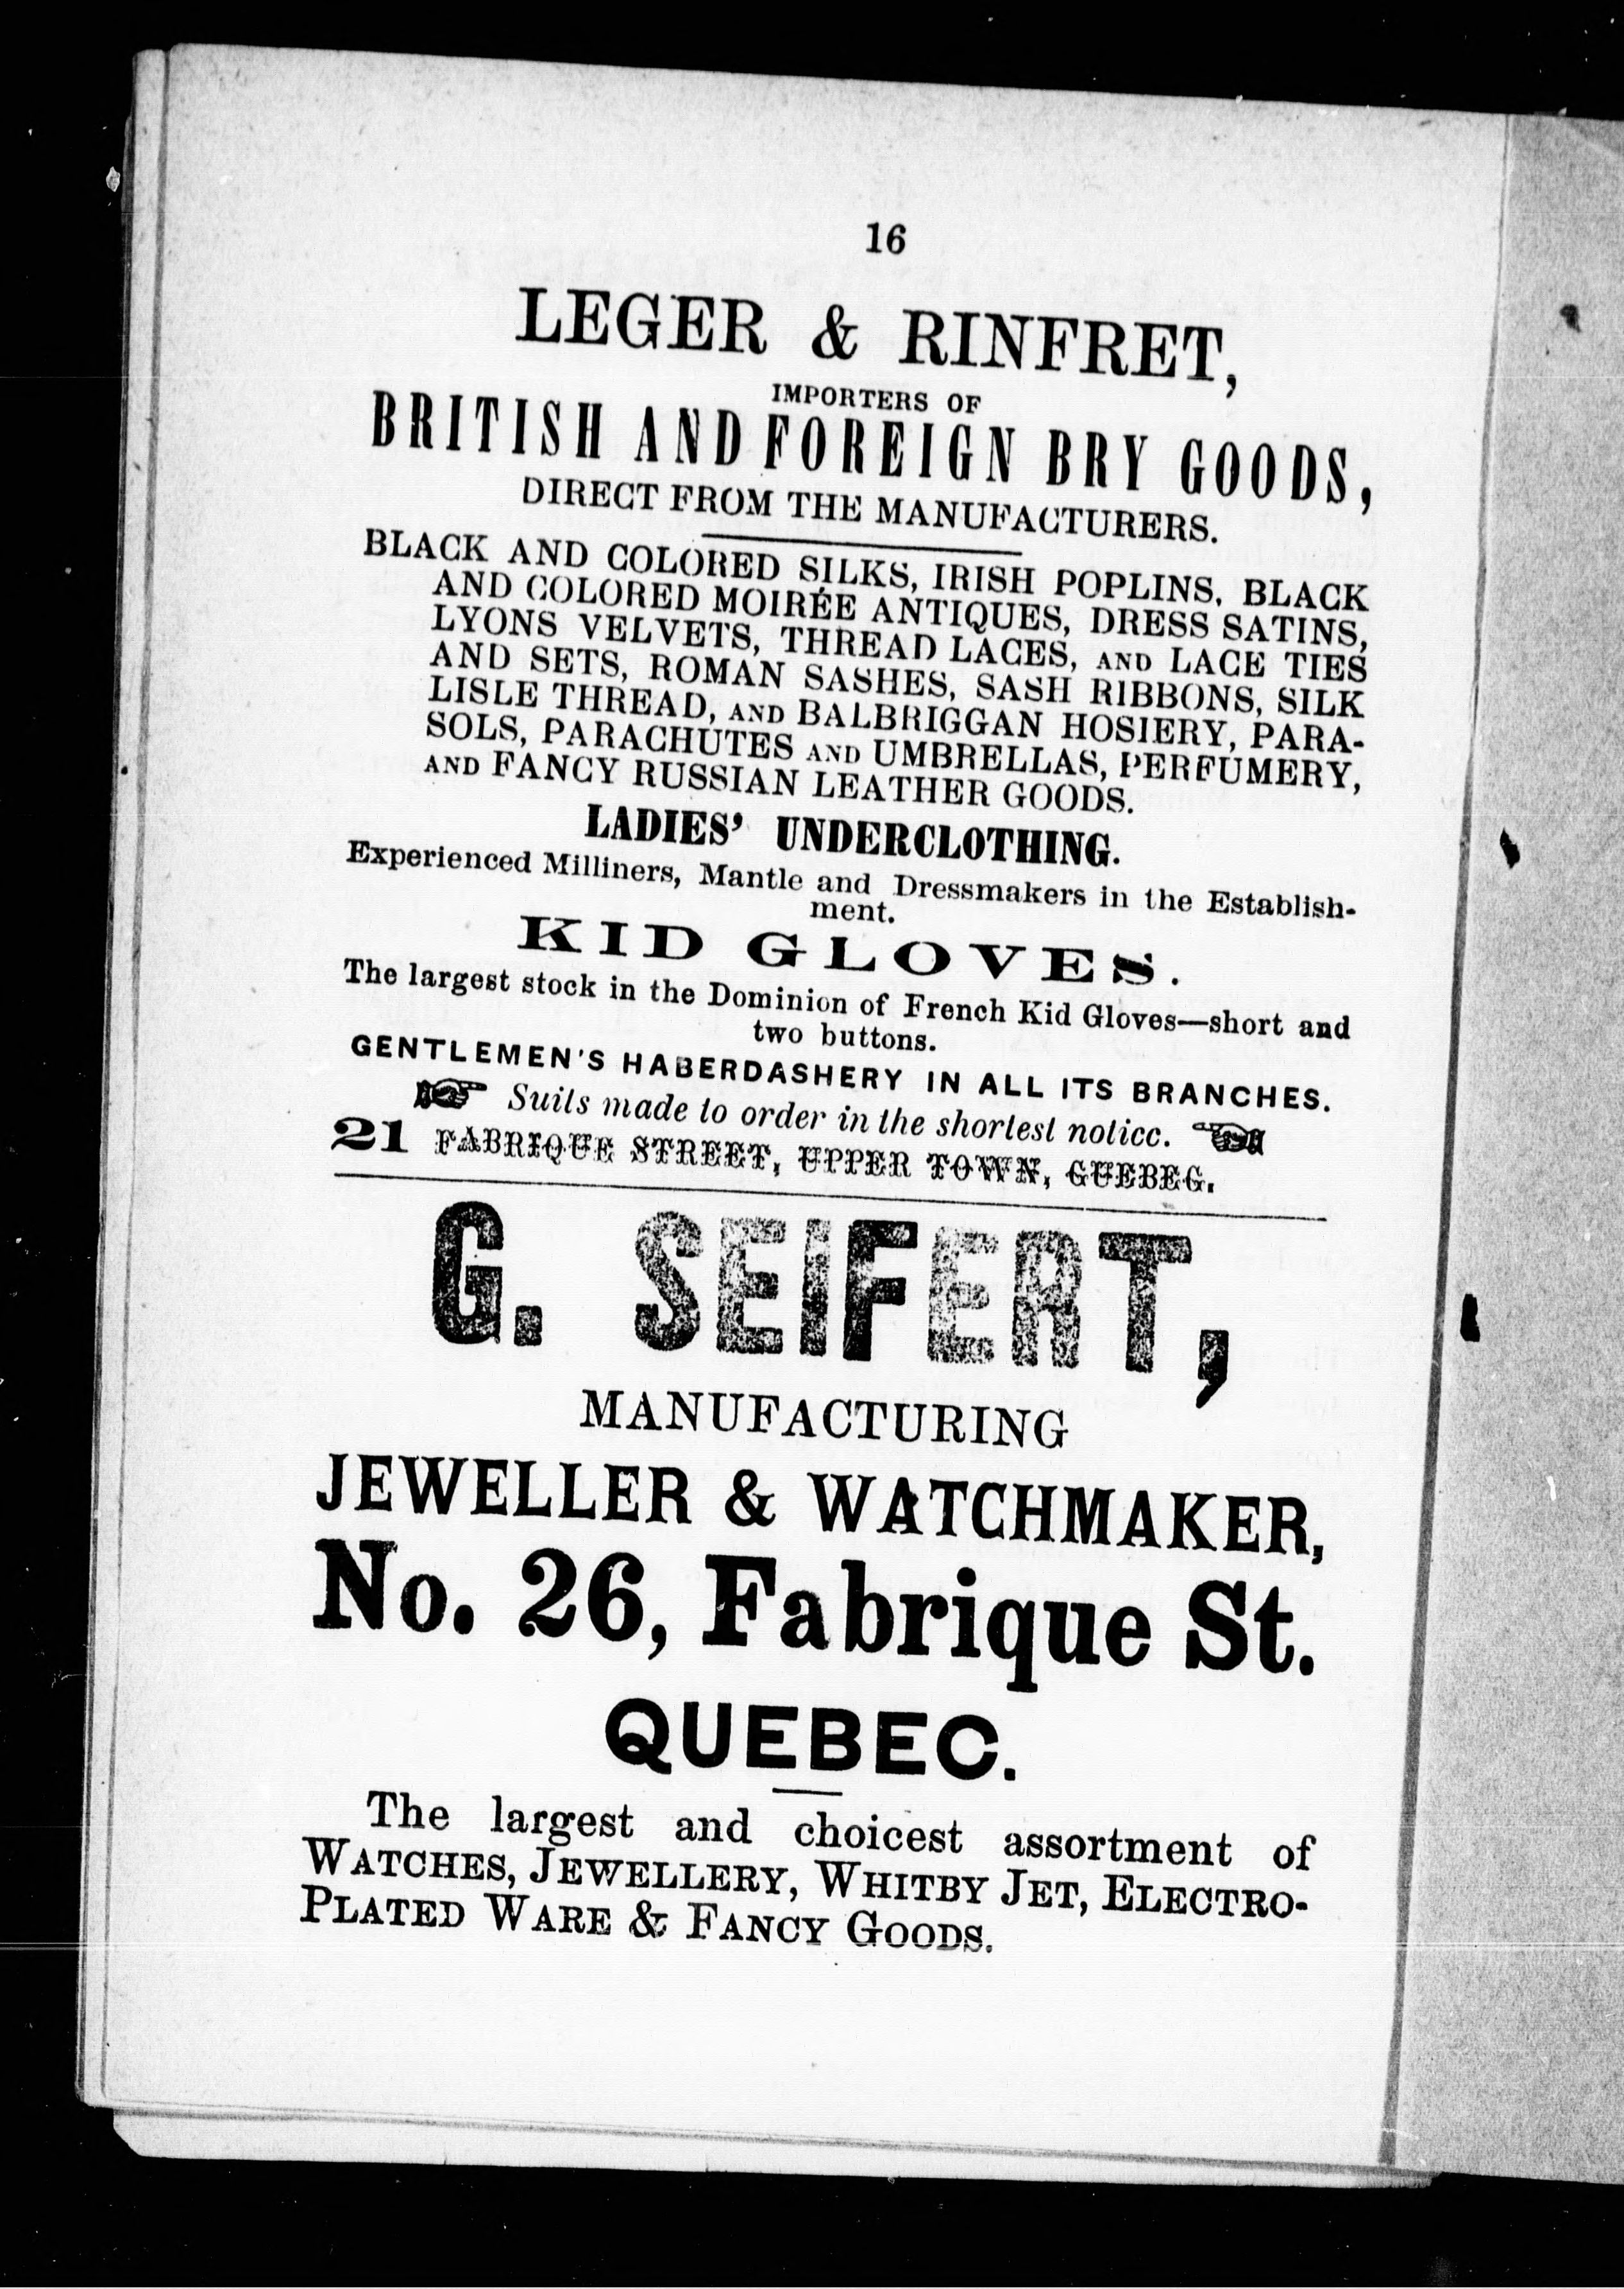 16
LEGER & RINFRET,
IMPORTERS OF
BRITISH AND FOREIGN BRY GOODS,
DIRECT FROM THE MANUFACTURERS.
BLACK AND COLORED SILKS, IRISH POPLINS, BLACK
AND COLORED MOIRÉE ANTIQUES, DRESS SATINS,
LYONS VELVETS, THREAD LACES, AND LACE TIES
AND SETS, ROMAN SASHES, SASH RIBBONS, SILK
LISLE THREAD, AND BALBRIGGAN HOSIERY, PARA-
SOLS, PARACHUTES AND UMBRELLAS, PERFUMERY,
AND FANCY RUSSIAN LEATHER GOODS.
LADIES' UNDERCLOTHING.
Experienced Milliners, Mantle and Dressmakers in the Establish-
ment.
KID GLOVES.
The largest stock in the Dominion of French Kid Gloves—short and
two buttons.
GENTLEMEN'S HABERDASHERY IN ALL ITS BRANCHES.
☞ Suits made to order in the shortest notice. ☜
21 FABRIQUE STREET, UPPER TOWN, GUEBEG.
G. SEIFERT,
MANUFACTURING
JEWELLER & WATCHMAKER,
No. 26, Fabrique St.
QUEBEC.
The largest and choicest assortment of
WATCHES, JEWELLERY, WHITBY JET, ELECTRO-
PLATED WARE & FANCY GOODS.